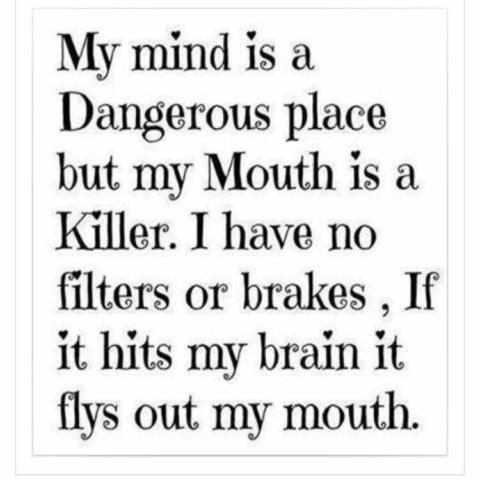 My mind is a
Dangerous place
but my Mouth is a
Killer. I have no
filters or brakes , If
it hits my brain it
flys out my mouth.